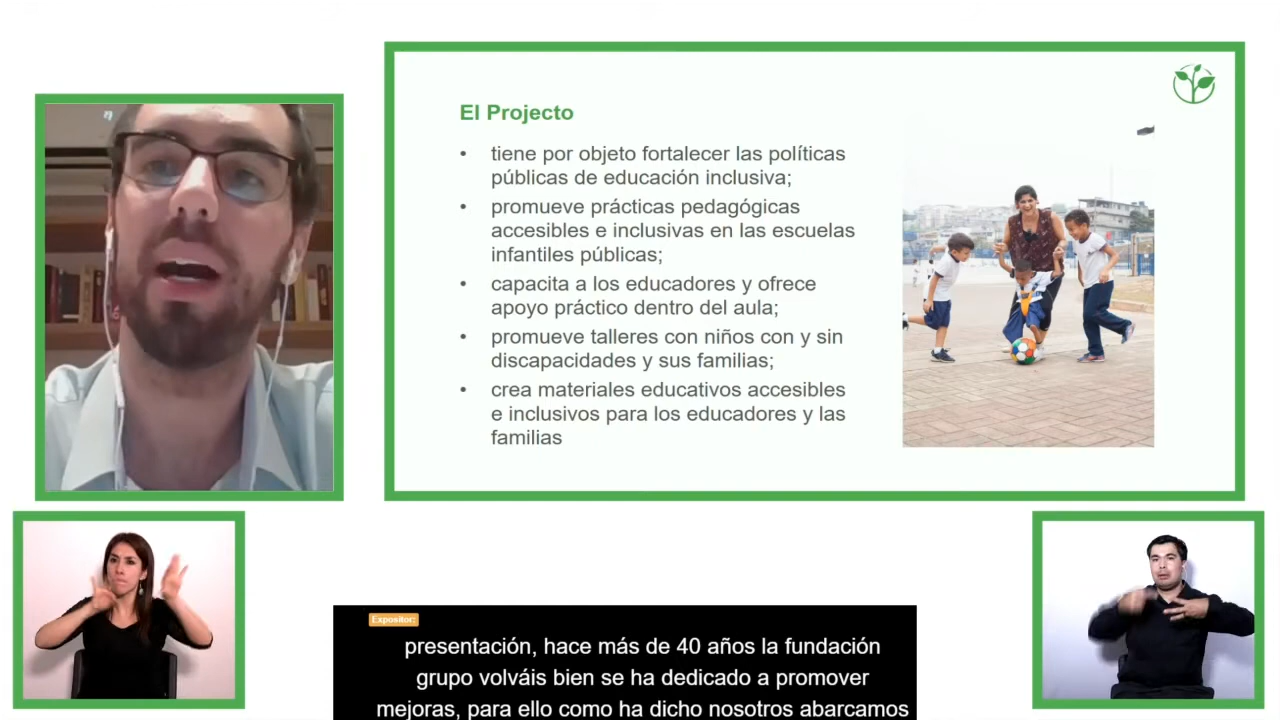 El Projecto
• tiene por objeto fortalecer las políticas
públicas de educación inclusiva;
• promueve prácticas pedagógicas
accesibles e inclusivas en las escuelas
infantiles públicas;
• capacita a los educadores y ofrece
apoyo práctico dentro del aula;
• promueve talleres con niños con y sin
discapacidades y sus familias;
• crea materiales educativos accesibles
e inclusivos para los educadores y las
familias
Expositor:
presentación, hace más de 40 años la fundación
grupo volváis bien se ha dedicado a promover
mejoras, para ello como ha dicho nosotros abarcamos